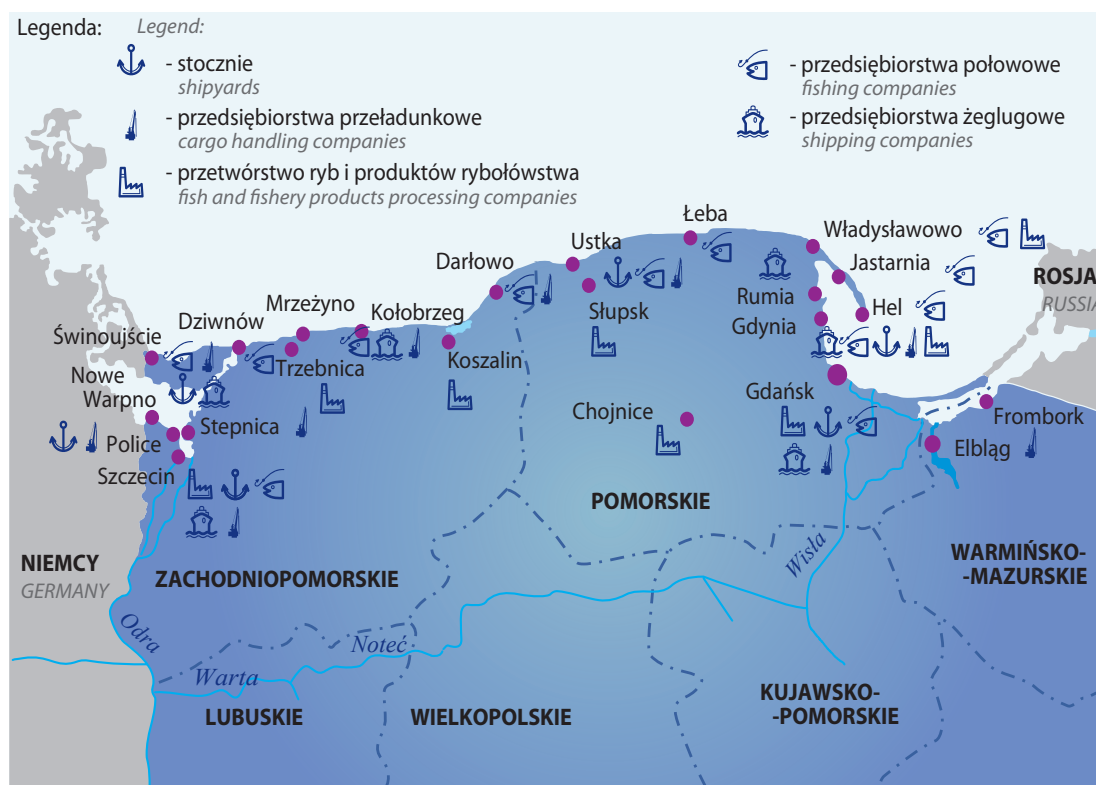 Legenda: Legend:
- stocznie
shipyards
- przedsiębiorstwa przeładunkowe
cargo handling companies
- przetwórstwo ryb i produktów rybołówstwa
fish and fishery products processing companies
- przedsiębiorstwa połowowe
fishing companies
- przedsiębiorstwa żeglugowe
shipping companies
Łeba
Władysławowo
Ustka
Jastarnia
Darłowo
ROSJA
RUSSIA
Rumia
Hel
Mrzeżyno
Kołobrzeg
Słupsk
Gdynia
Dziwnów
Świnoujście
Trzebnica
Koszalin
Nowe
Warpno
Gdańsk
Chojnice
Frombork
Stepnica
Police
Elbląg
Szczecin
POMORSKIE
NIEMCY
GERMANY
ZACHODNIOPOMORSKIE
Wisła
WARMIŃSKO-
-MAZURSKIE
Odra
Noteć
Warta
LUBUSKIE
WIELKOPOLSKIE
KUJAWSKO-
-POMORSKIE